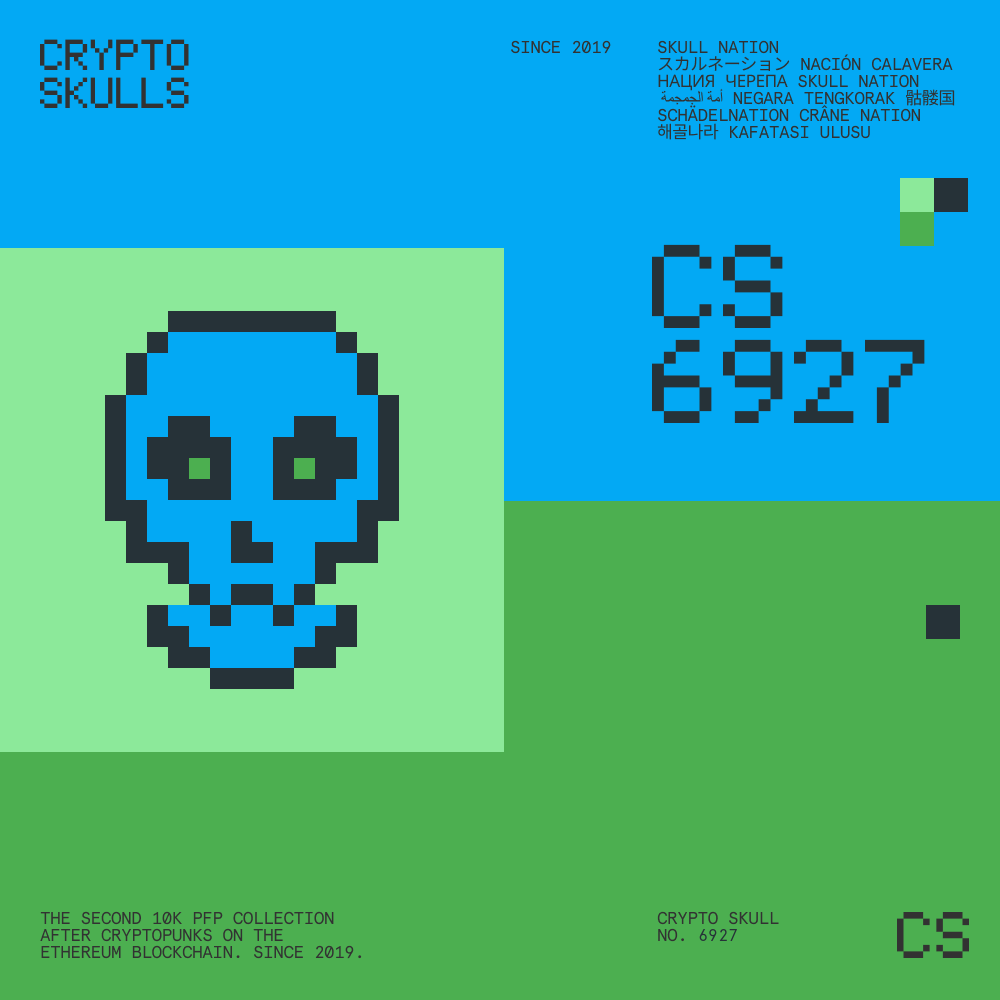 CRYPTO
SKULLS
SINCE 2019
SKULL NATION
スカルネーション NACIÓN CALAVERA
НАЦИЯ ЧЕРЕПА SKULL NATION
أمة الجمجمة NEGARA TENGKORAK 骷髅国
SCHÄDELNATION CRÂNE NATION
해골나라 KAFATASI ULUSU
CS
6927
THE SECOND 10K PFP COLLECTION
AFTER CRYPTOPUNKS ON THE
ETHEREUM BLOCKCHAIN. SINCE 2019.
CRYPTO SKULL
NO. 6927
CS